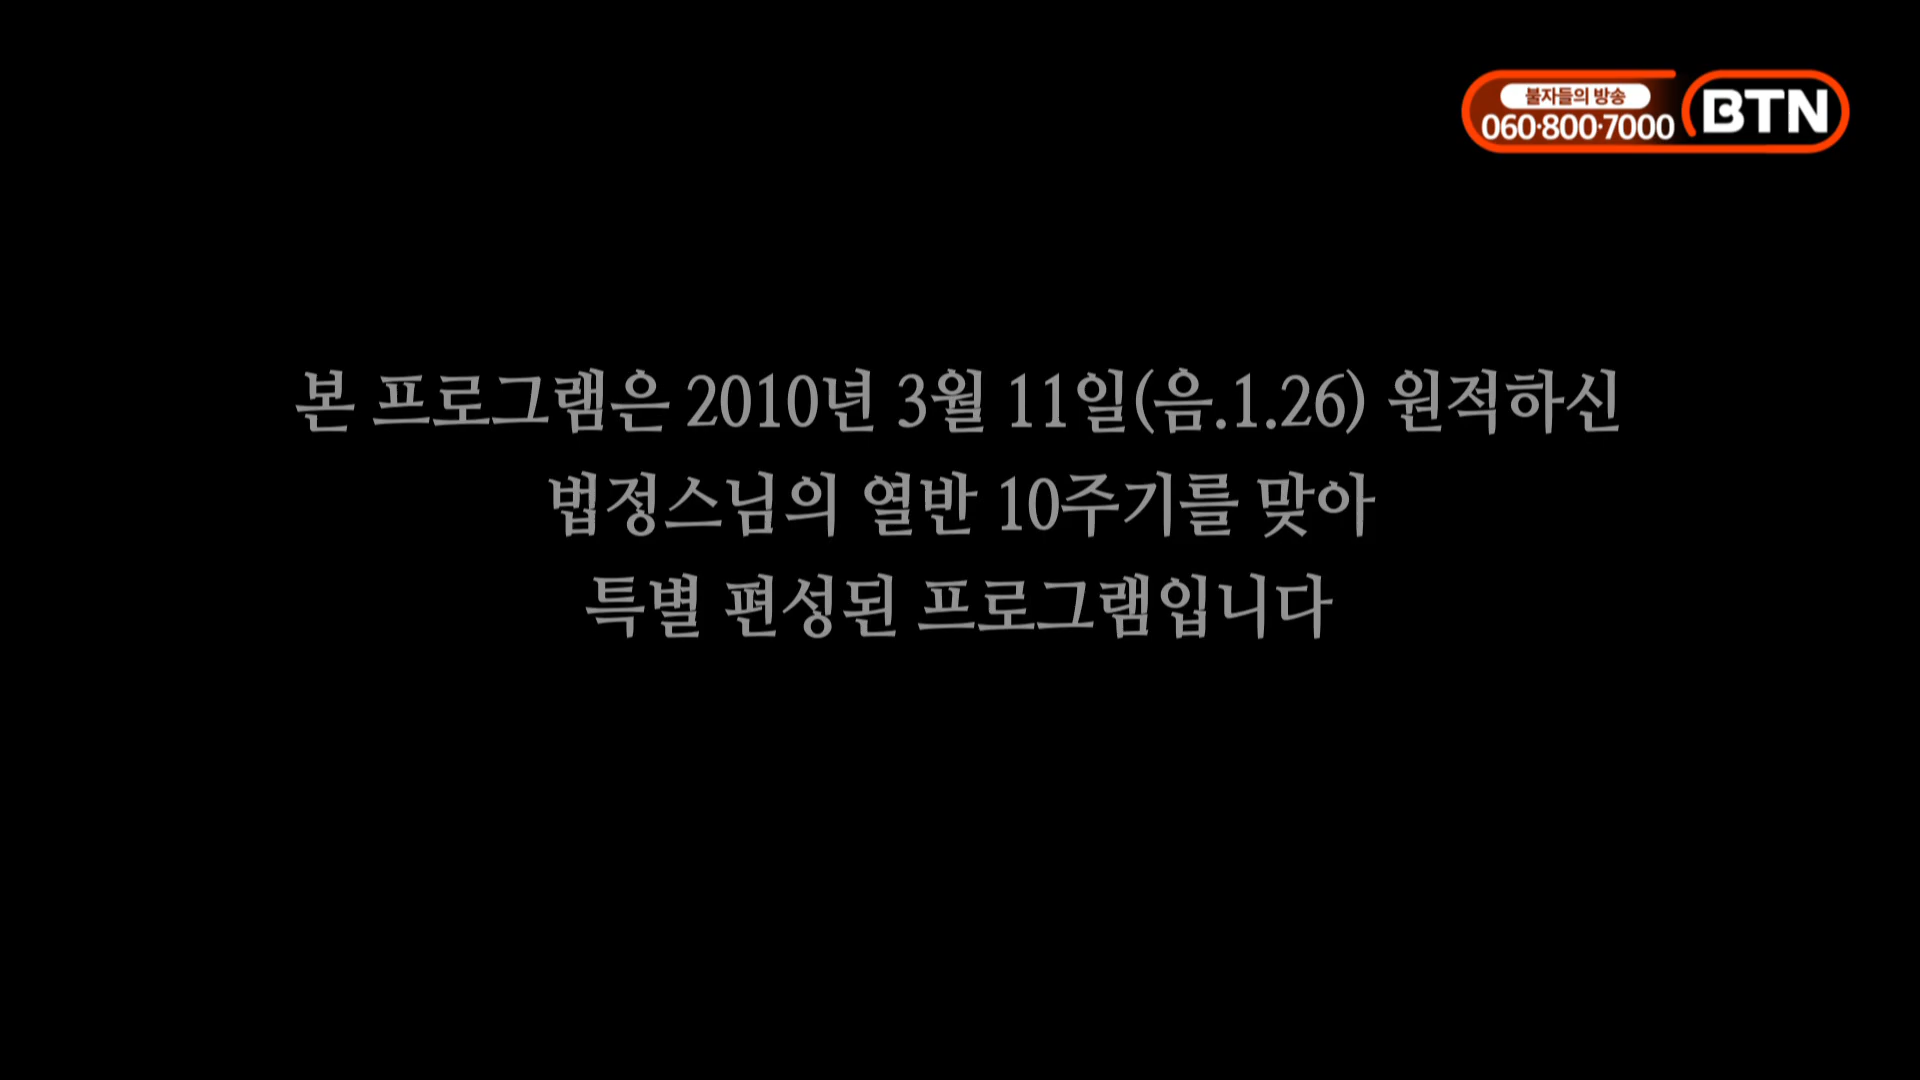 불자들의 방송
060·800·7000
BTN
본 프로그램은 2010년 3월 11일(음.1.26) 원적하신
법정스님의 열반 10주기를 맞아
특별 편성된 프로그램입니다